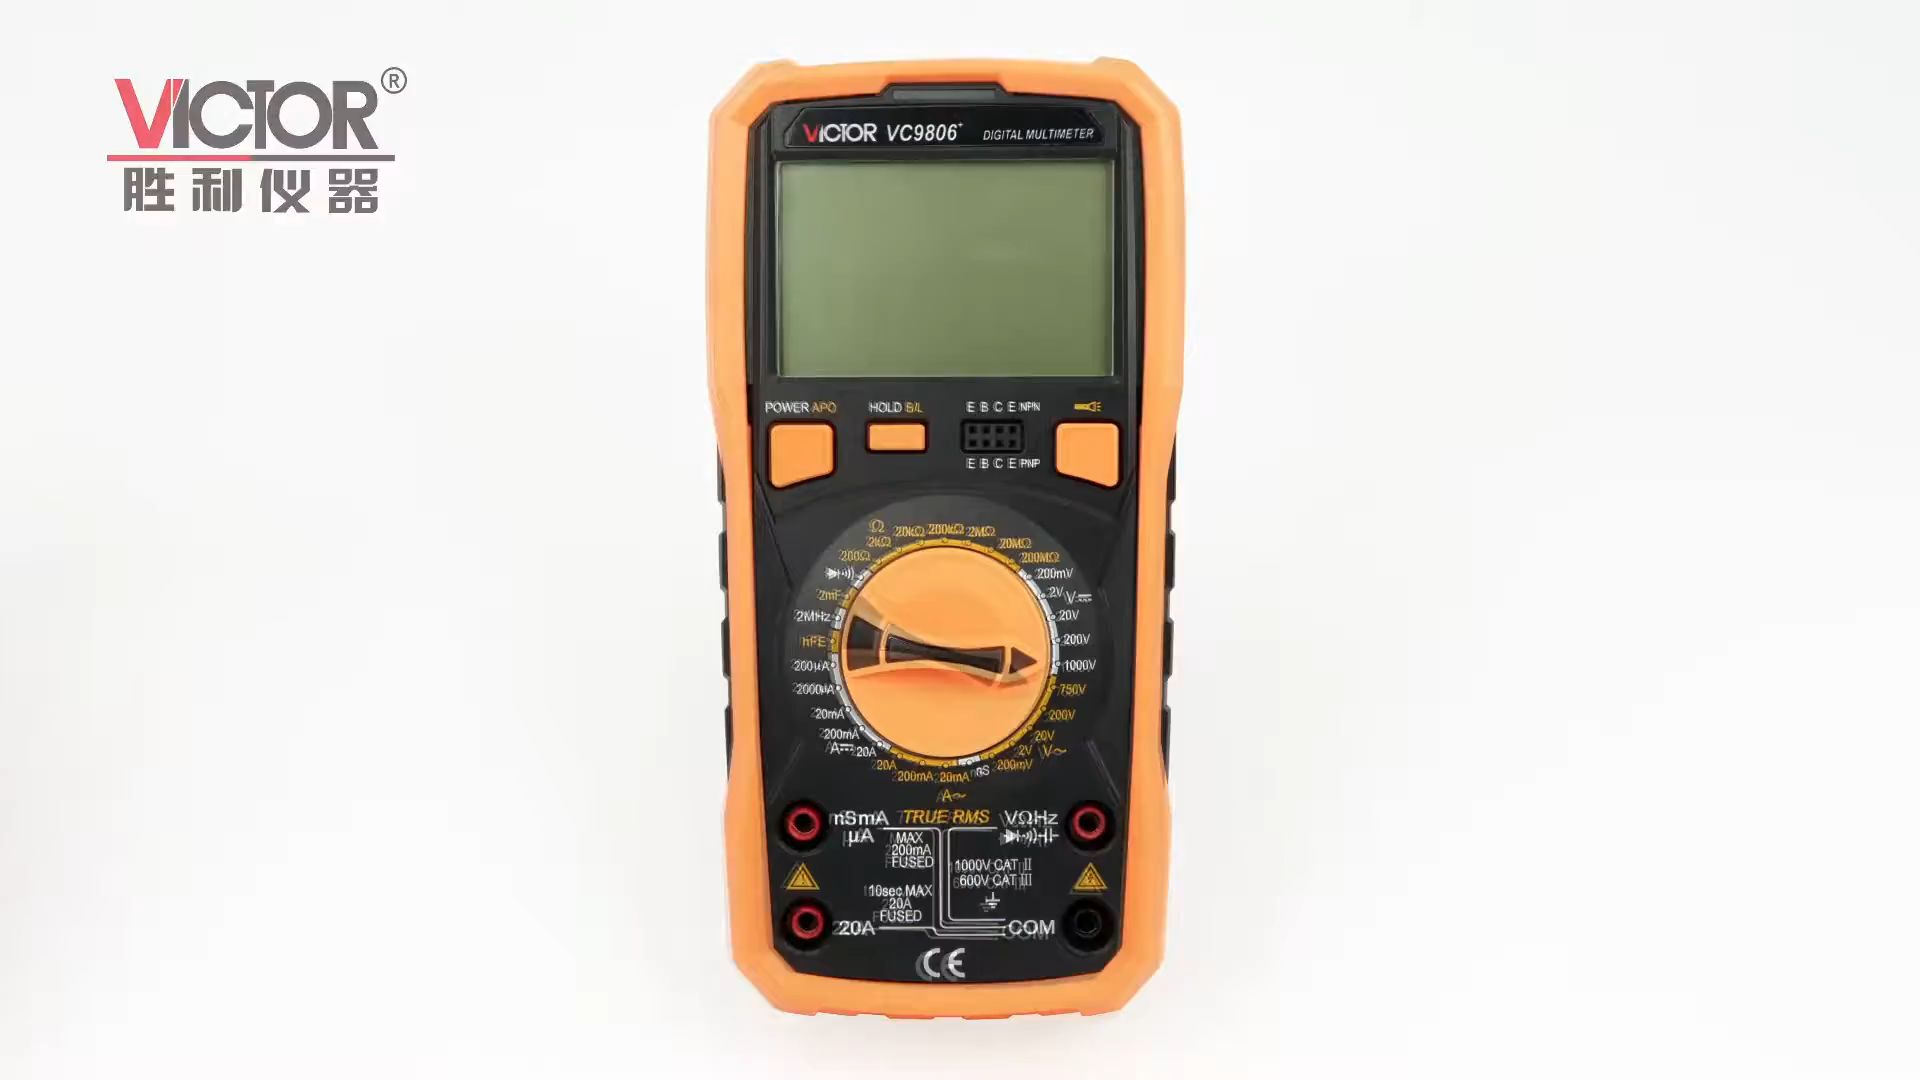 VICTOR®
胜利仪器
VICTOR VC9806+ DIGITAL MULTIMETER
POWER APO HOLD B/L E B C E NPN
E B C E PNP
Ω 20kΩ 200kΩ 2MΩ
2kΩ 20MΩ
200Ω 200MΩ
200mV
2mF 2V V⎓
2MHz 20V
hFE 200V
200μA 1000V
2000μA 750V
20mA 200V
200mA 20V
A⎓ 20A 2V V~
20A 200mA 20mA nS 200mV
A~
nSmA TRUE RMS VΩHz
μA MAX
200mA
FUSED 1000V CAT II
600V CAT III
10sec.MAX
20A
FUSED
20A COM
CE